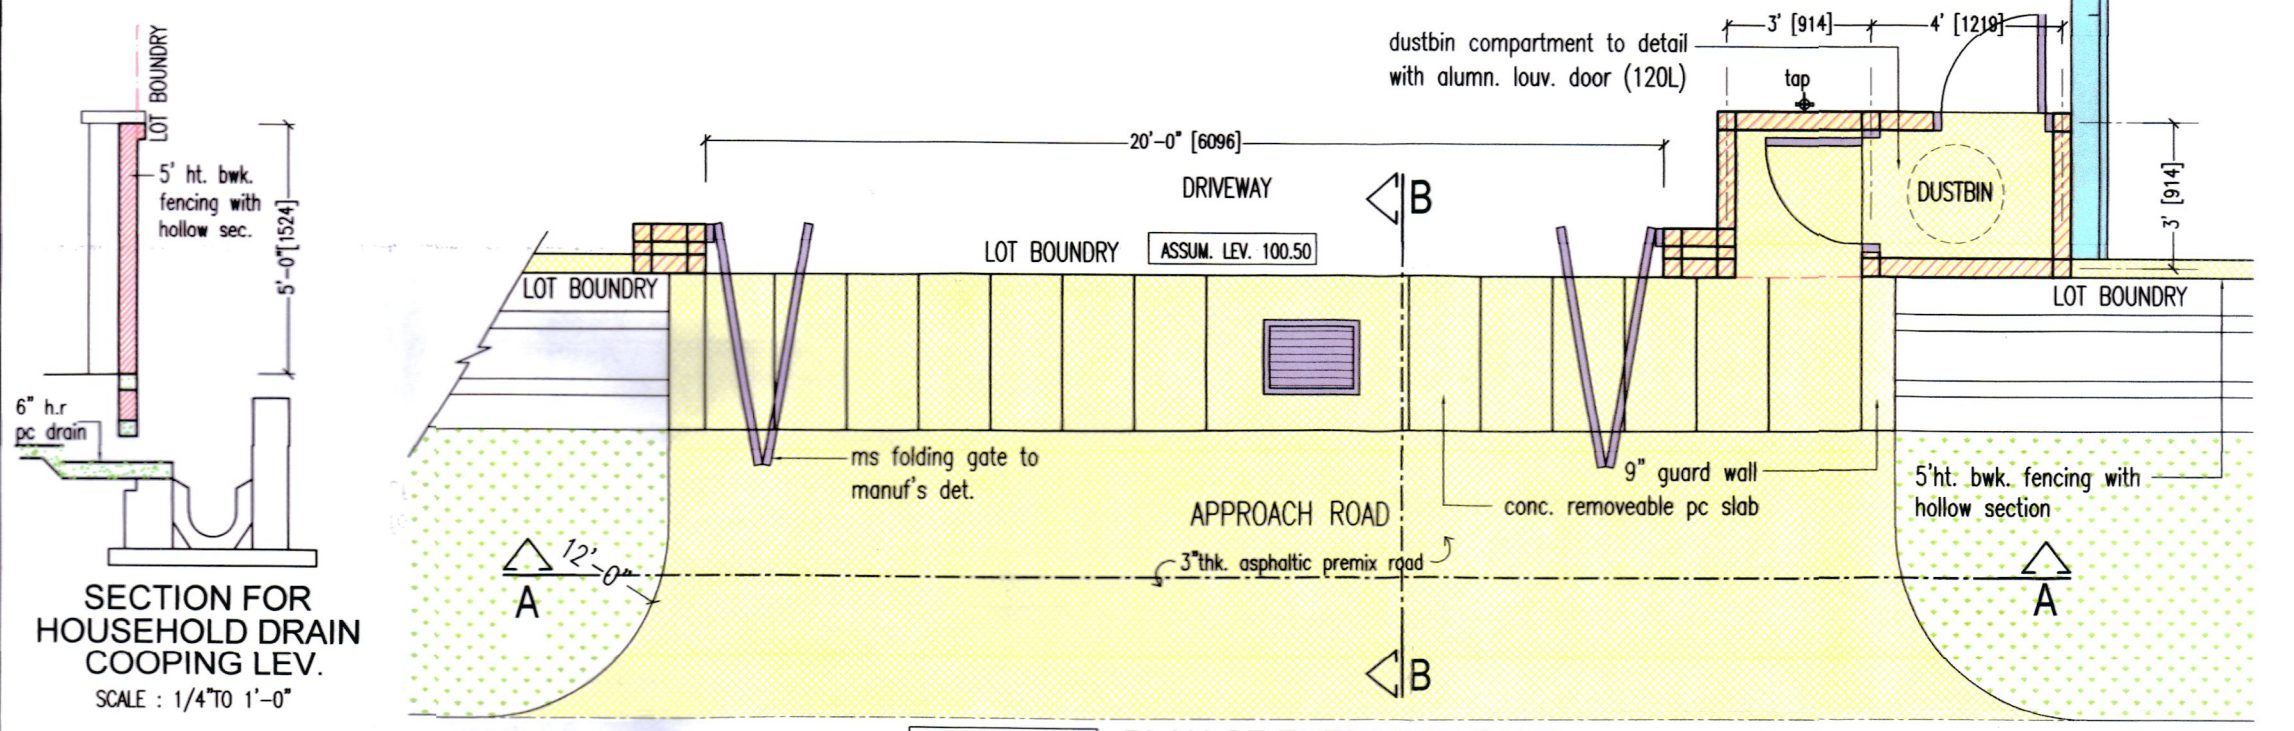 LOT BOUNDRY
5' ht. bwk.
fencing with
hollow sec.
5'-0"[1524]
6" h.r
pc drain
SECTION FOR
HOUSEHOLD DRAIN
COOPING LEV.
SCALE : 1/4"TO 1'-0"
dustbin compartment to detail
with alumn. louv. door (120L)
3' [914]
4' [1219]
tap
20'-0" [6096]
DRIVEWAY
B
DUSTBIN
3' [914]
LOT BOUNDRY
ASSUM. LEV. 100.50
LOT BOUNDRY
LOT BOUNDRY
ms folding gate to
manuf's det.
9" guard wall
conc. removeable pc slab
5'ht. bwk. fencing with
hollow section
APPROACH ROAD
12'-0"
3"thk. asphaltic premix road
A
A
B